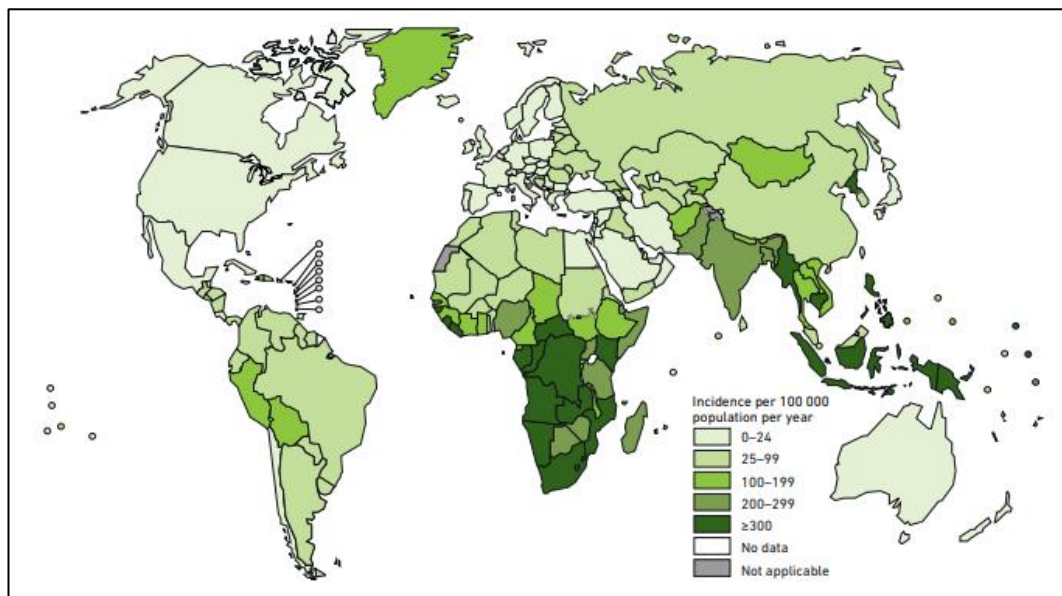 Incidence per 100 000
population per year
0–24
25–99
100–199
200–299
≥300
No data
Not applicable